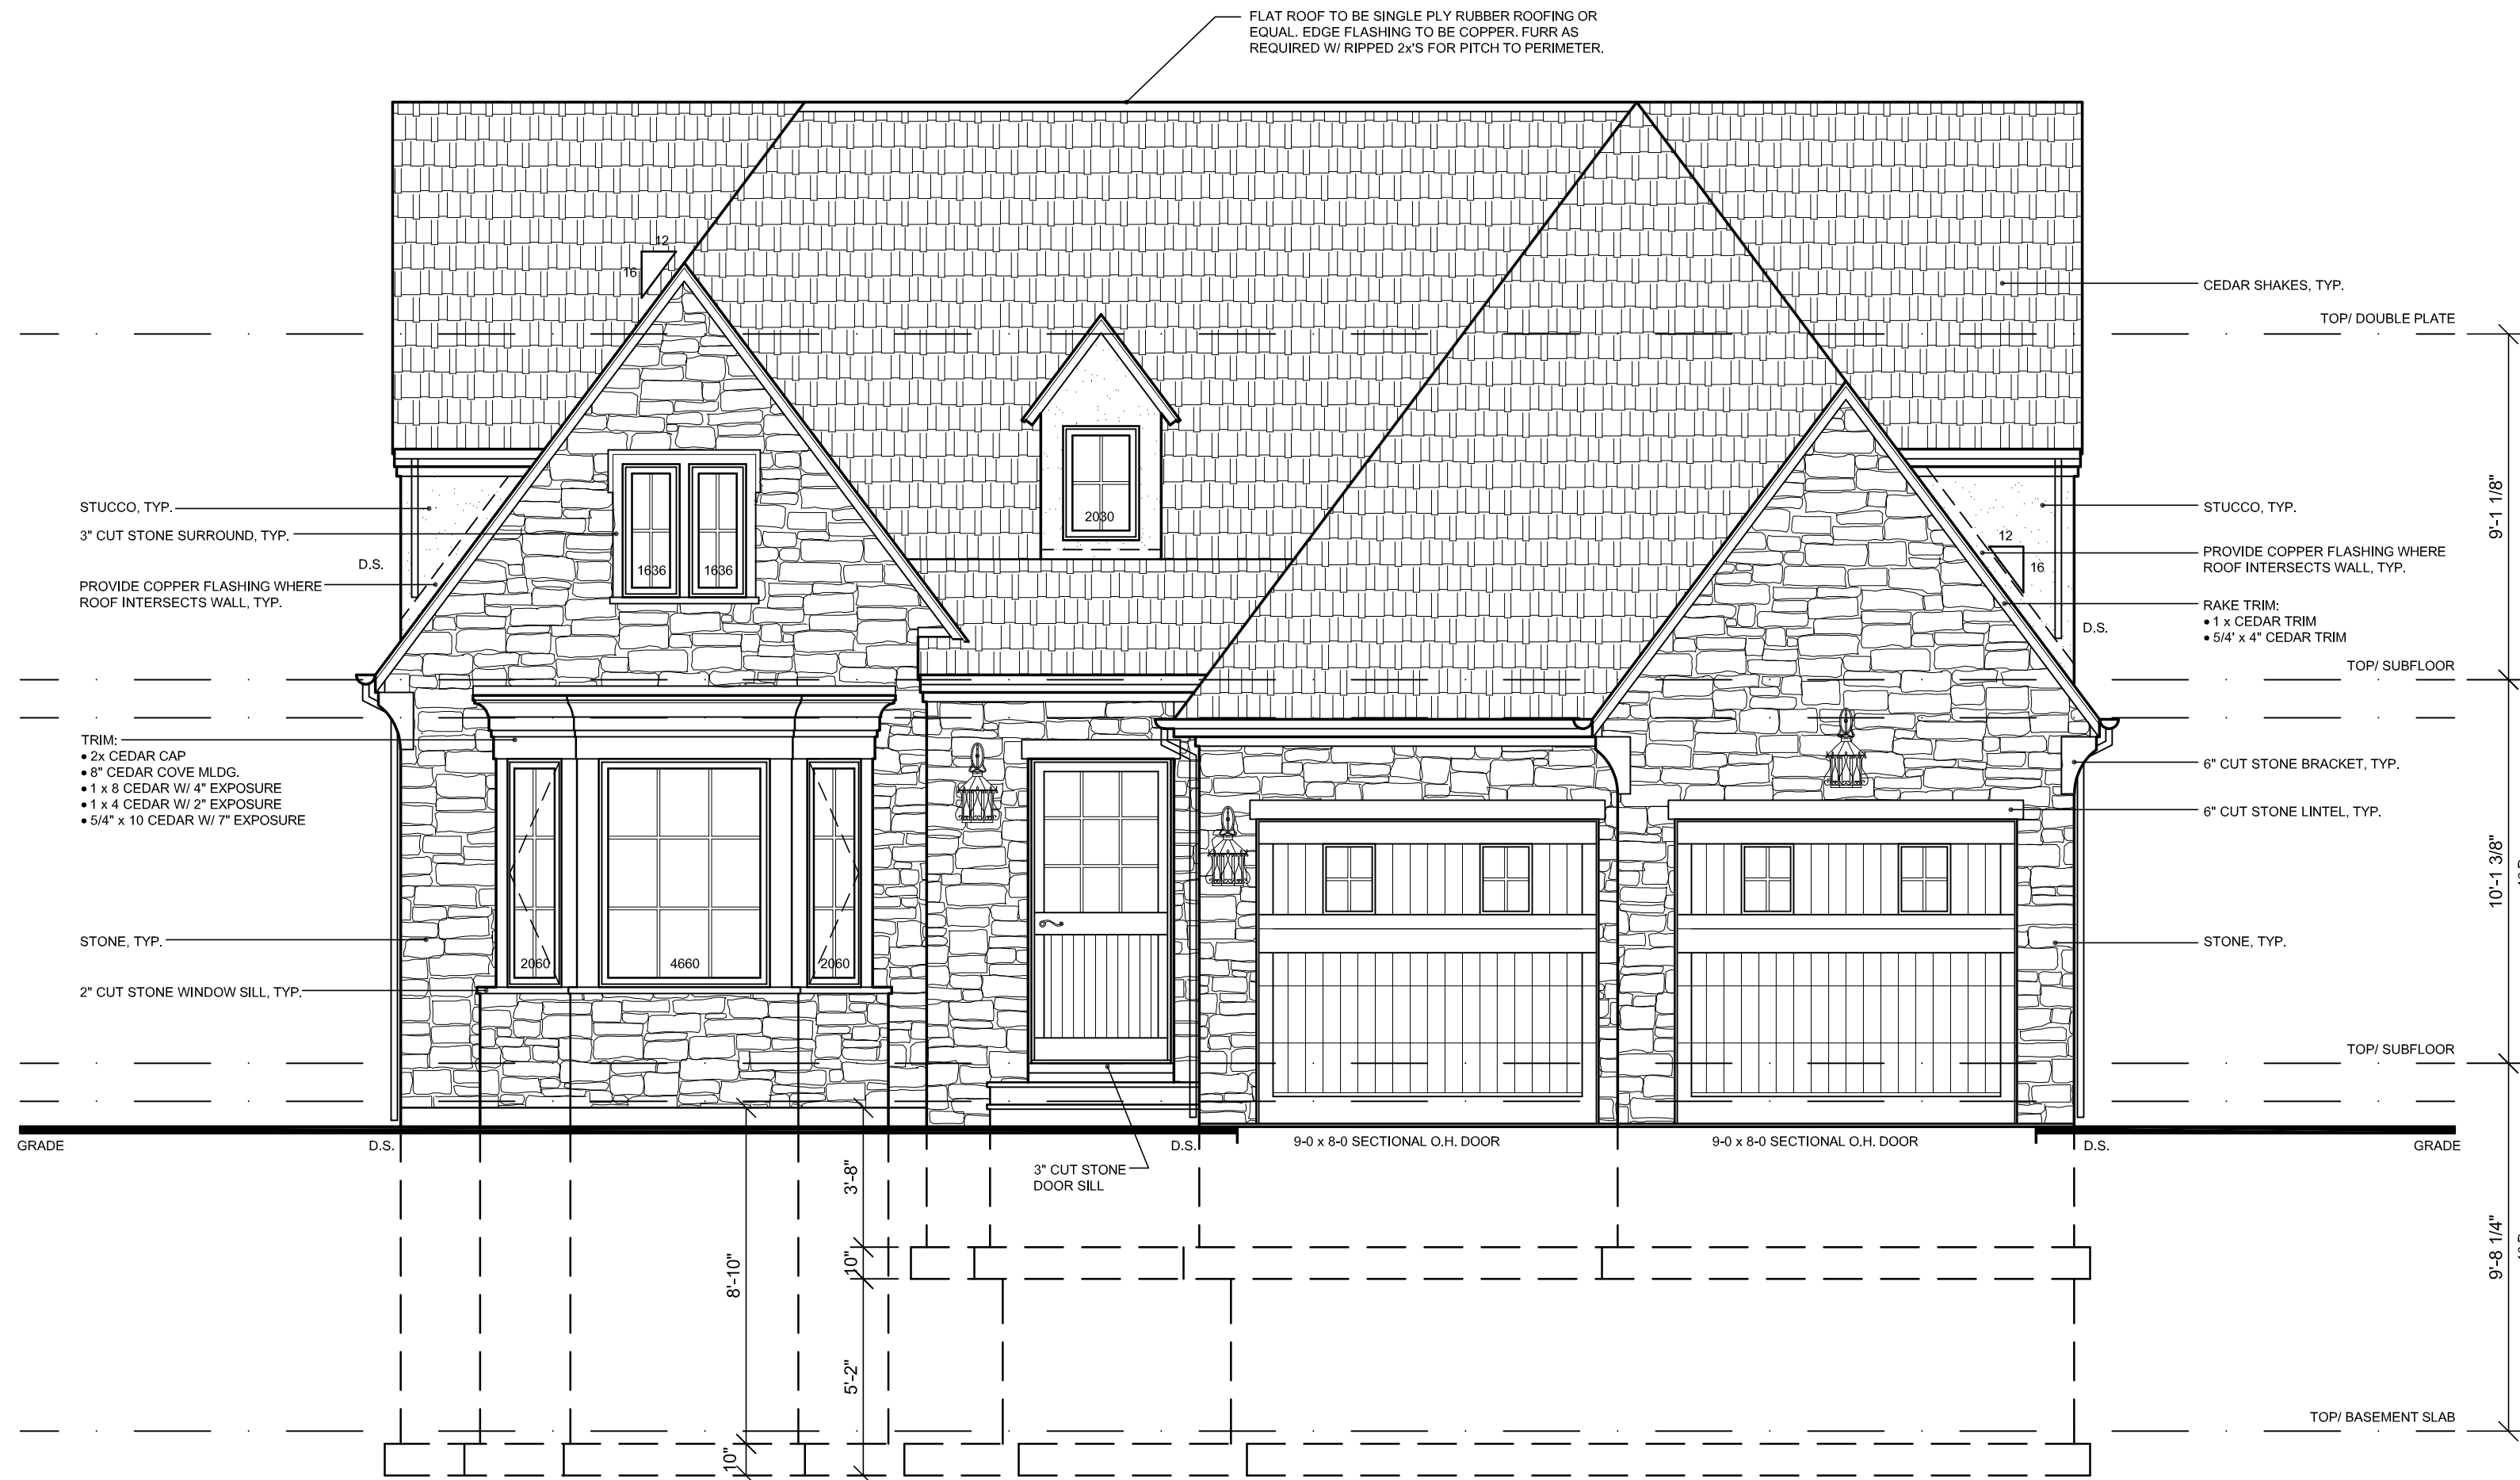 FLAT ROOF TO BE SINGLE PLY RUBBER ROOFING OR
EQUAL. EDGE FLASHING TO BE COPPER. FURR AS
REQUIRED W/ RIPPED 2x'S FOR PITCH TO PERIMETER.
12
16
CEDAR SHAKES, TYP.
TOP/ DOUBLE PLATE
STUCCO, TYP.
3" CUT STONE SURROUND, TYP.
D.S.
PROVIDE COPPER FLASHING WHERE
ROOF INTERSECTS WALL, TYP.
1636
1636
2030
STUCCO, TYP.
12
16
PROVIDE COPPER FLASHING WHERE
ROOF INTERSECTS WALL, TYP.
RAKE TRIM:
• 1 x CEDAR TRIM
• 5/4' x 4" CEDAR TRIM
D.S.
9'-1 1/8"
TOP/ SUBFLOOR
TRIM:
• 2x CEDAR CAP
• 8" CEDAR COVE MLDG.
• 1 x 8 CEDAR W/ 4" EXPOSURE
• 1 x 4 CEDAR W/ 2" EXPOSURE
• 5/4" x 10 CEDAR W/ 7" EXPOSURE
6" CUT STONE BRACKET, TYP.
6" CUT STONE LINTEL, TYP.
10'-1 3/8"
STONE, TYP.
STONE, TYP.
2060
4660
2060
2" CUT STONE WINDOW SILL, TYP.
TOP/ SUBFLOOR
GRADE
D.S.
D.S.
9-0 x 8-0 SECTIONAL O.H. DOOR
9-0 x 8-0 SECTIONAL O.H. DOOR
D.S.
GRADE
3" CUT STONE
DOOR SILL
3'-8"
10"
8'-10"
5'-2"
10"
9'-8 1/4"
TOP/ BASEMENT SLAB